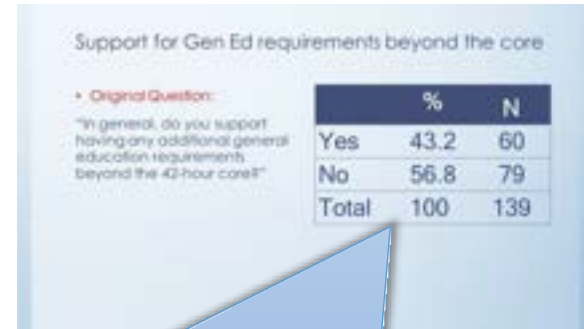 Support for Gen Ed requirements beyond the core
• Original Question:
"In general, do you support
having any additional general
education requirements
beyond the 42-hour core?"
% N
Yes 43.2 60
No 56.8 79
Total 100 139